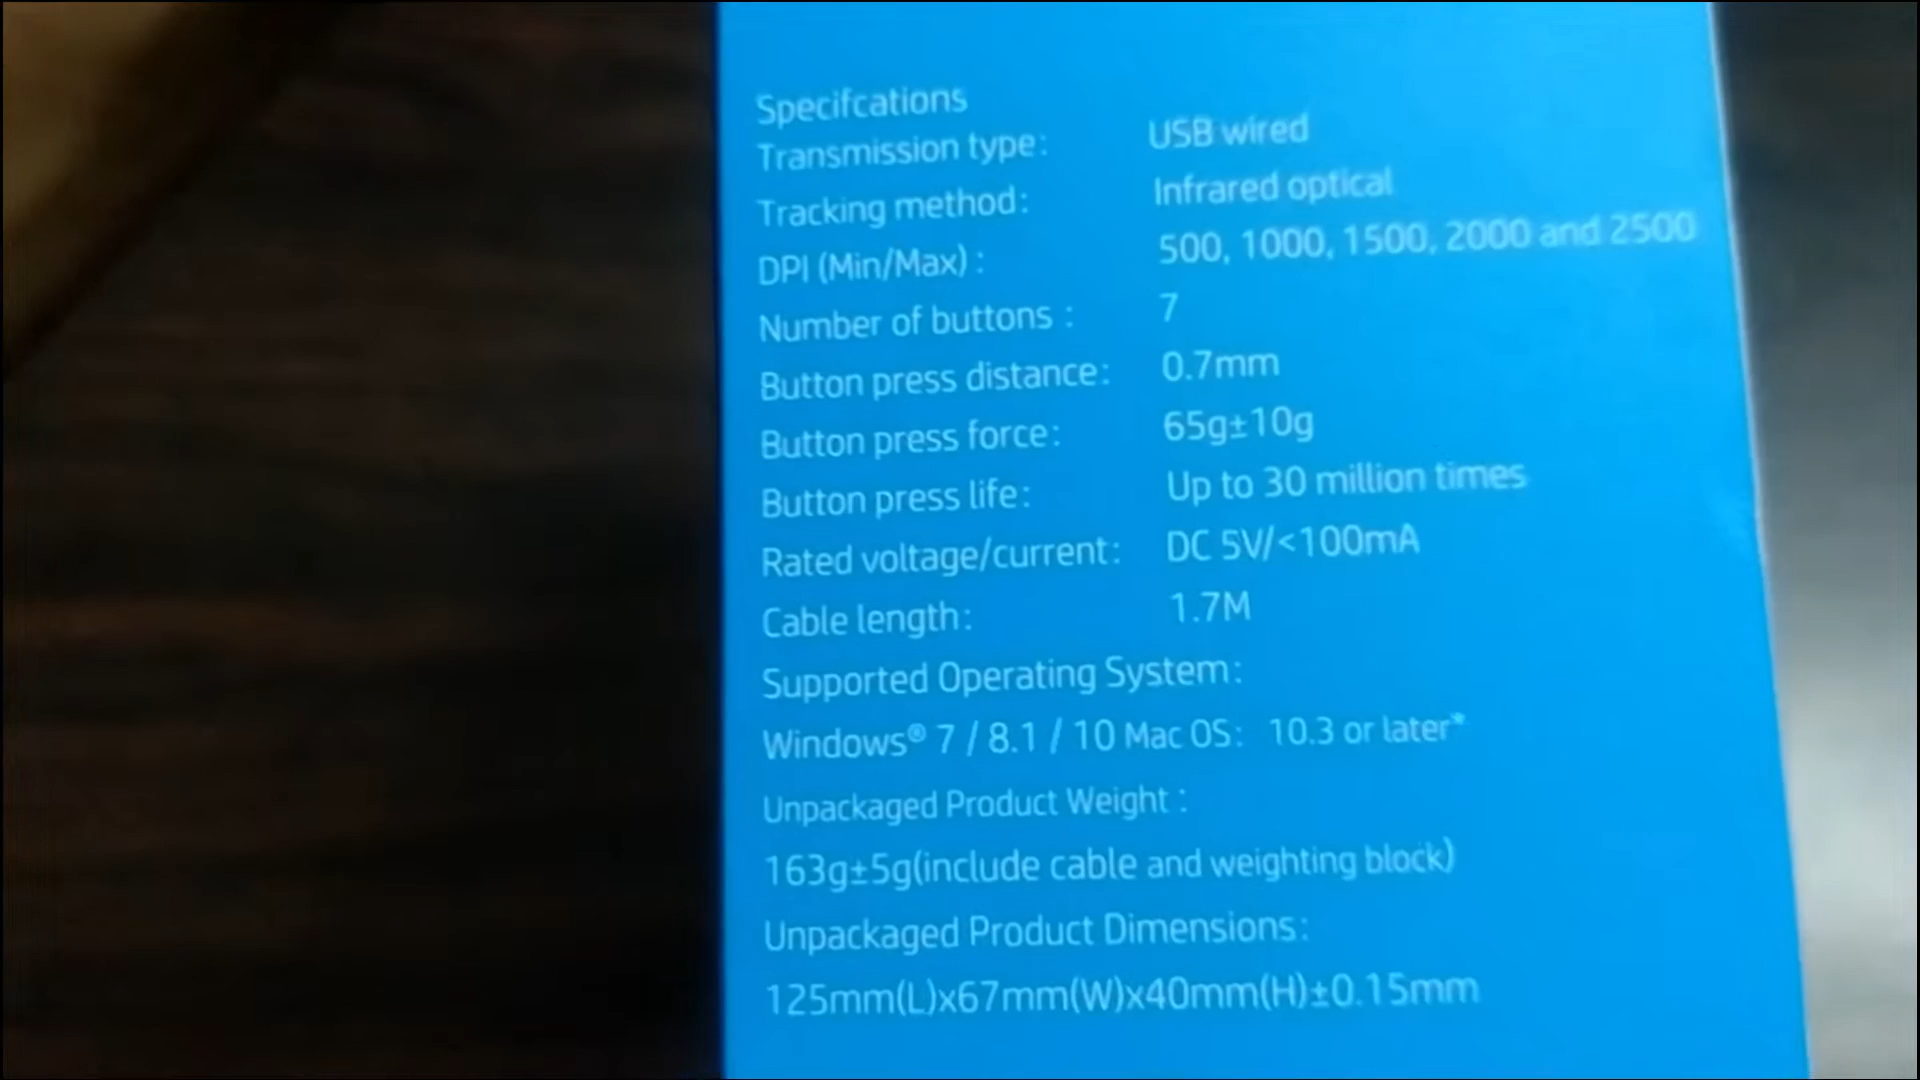 Specifcations
Transmission type: USB wired
Tracking method: Infrared optical
DPI (Min/Max) : 500, 1000, 1500, 2000 and 2500
Number of buttons : 7
Button press distance: 0.7mm
Button press force: 65g±10g
Button press life: Up to 30 million times
Rated voltage/current: DC 5V/<100mA
Cable length: 1.7M
Supported Operating System:
Windows® 7 / 8.1 / 10 Mac OS: 10.3 or later*
Unpackaged Product Weight :
163g±5g(include cable and weighting block)
Unpackaged Product Dimensions:
125mm(L)x67mm(W)x40mm(H)±0.15mm